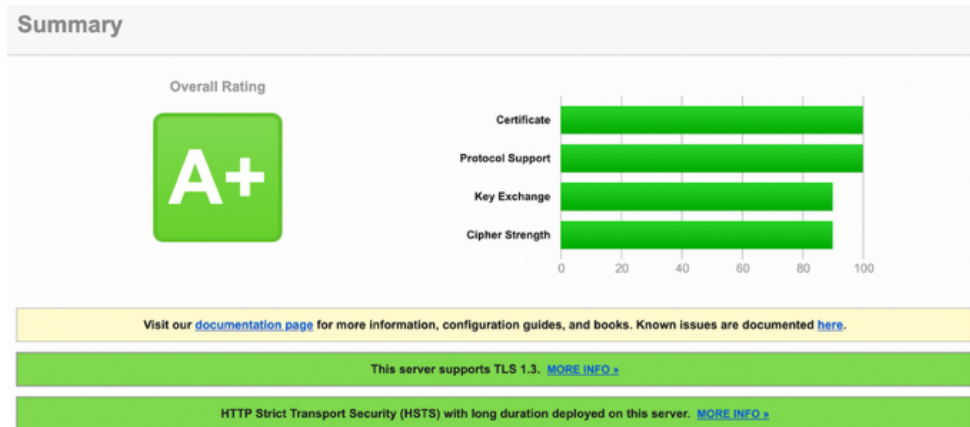 Summary
Overall Rating
A+
Certificate
Protocol Support
Key Exchange
Cipher Strength
0 20 40 60 80 100
Visit our documentation page for more information, configuration guides, and books. Known issues are documented here.
This server supports TLS 1.3. MORE INFO »
HTTP Strict Transport Security (HSTS) with long duration deployed on this server. MORE INFO »